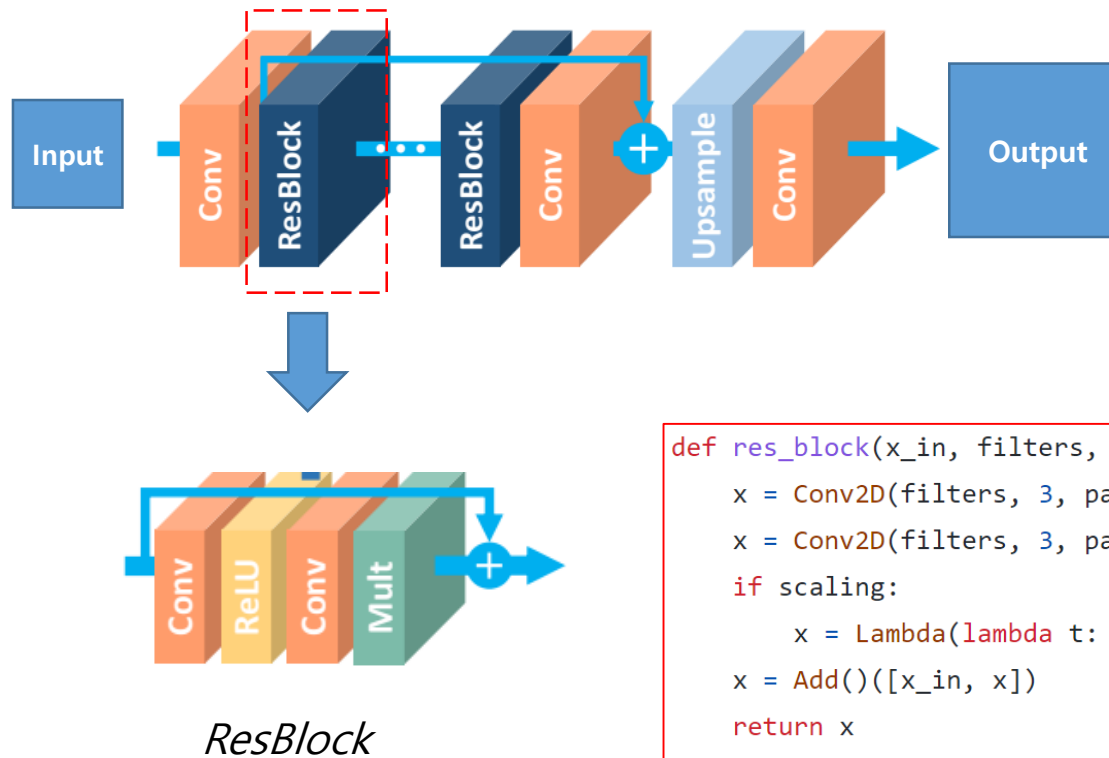 Input
Conv
ResBlock
ResBlock
Conv
+
Upsample
Conv
Output
Conv
ReLU
Conv
Mult
+
ResBlock
def res_block(x_in, filters,
    x = Conv2D(filters, 3, pa
    x = Conv2D(filters, 3, pa
    if scaling:
        x = Lambda(lambda t:
    x = Add()([x_in, x])
    return x